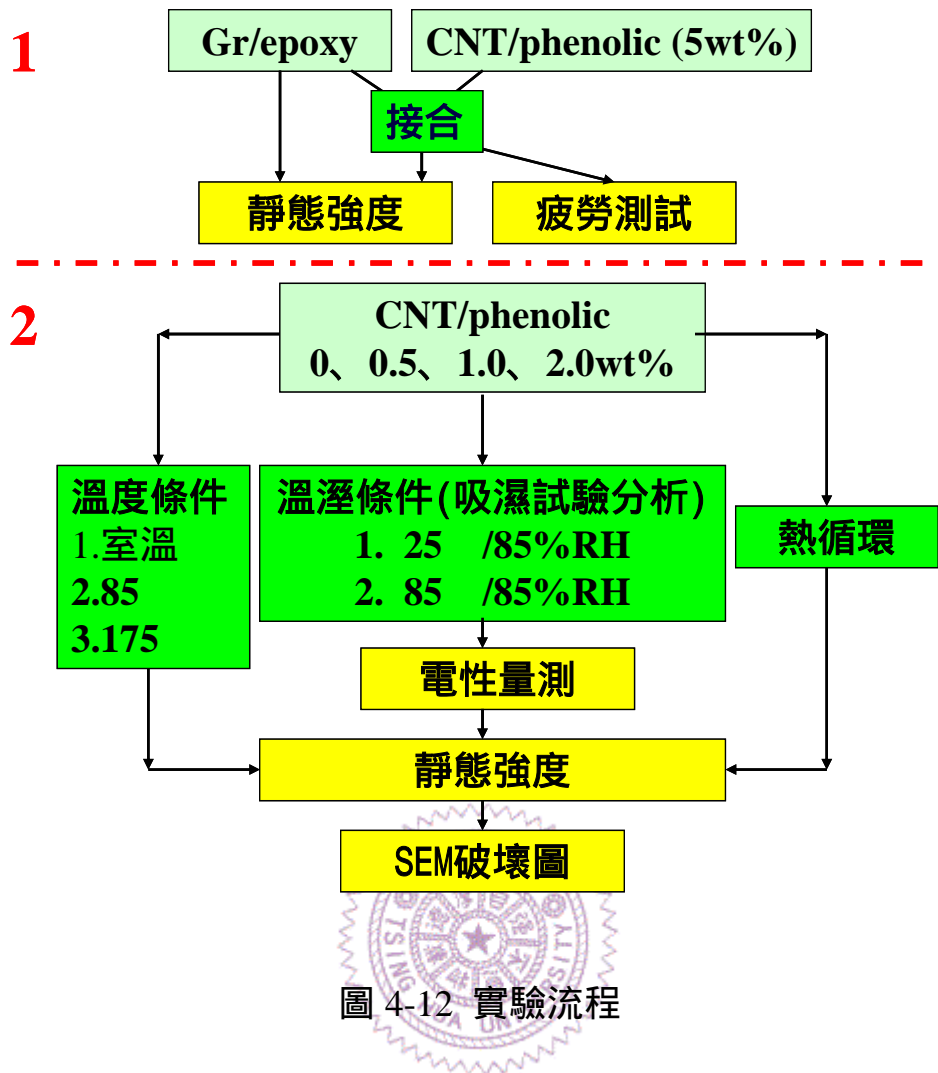 1
Gr/epoxy
CNT/phenolic (5wt%)
接合
靜態強度
疲勞測試
2
CNT/phenolic
0、0.5、1.0、2.0wt%
溫度條件
1.室溫
2.85
3.175
溫溼條件(吸濕試驗分析)
1. 25 /85%RH
2. 85 /85%RH
熱循環
電性量測
靜態強度
SEM破壞圖
圖 4-12 實驗流程